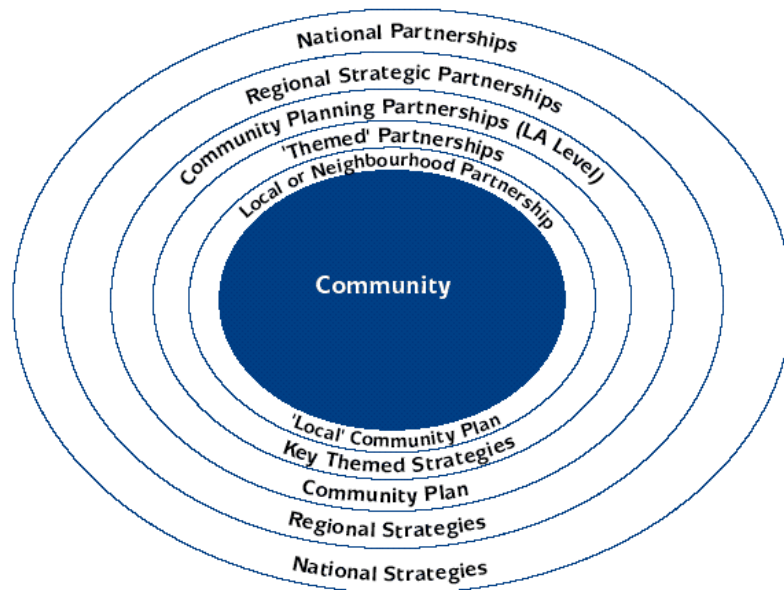 National Partnerships
Regional Strategic Partnerships
Community Planning Partnerships (LA Level)
'Themed' Partnerships
Local or Neighbourhood Partnership
Community
'Local' Community Plan
Key Themed Strategies
Community Plan
Regional Strategies
National Strategies